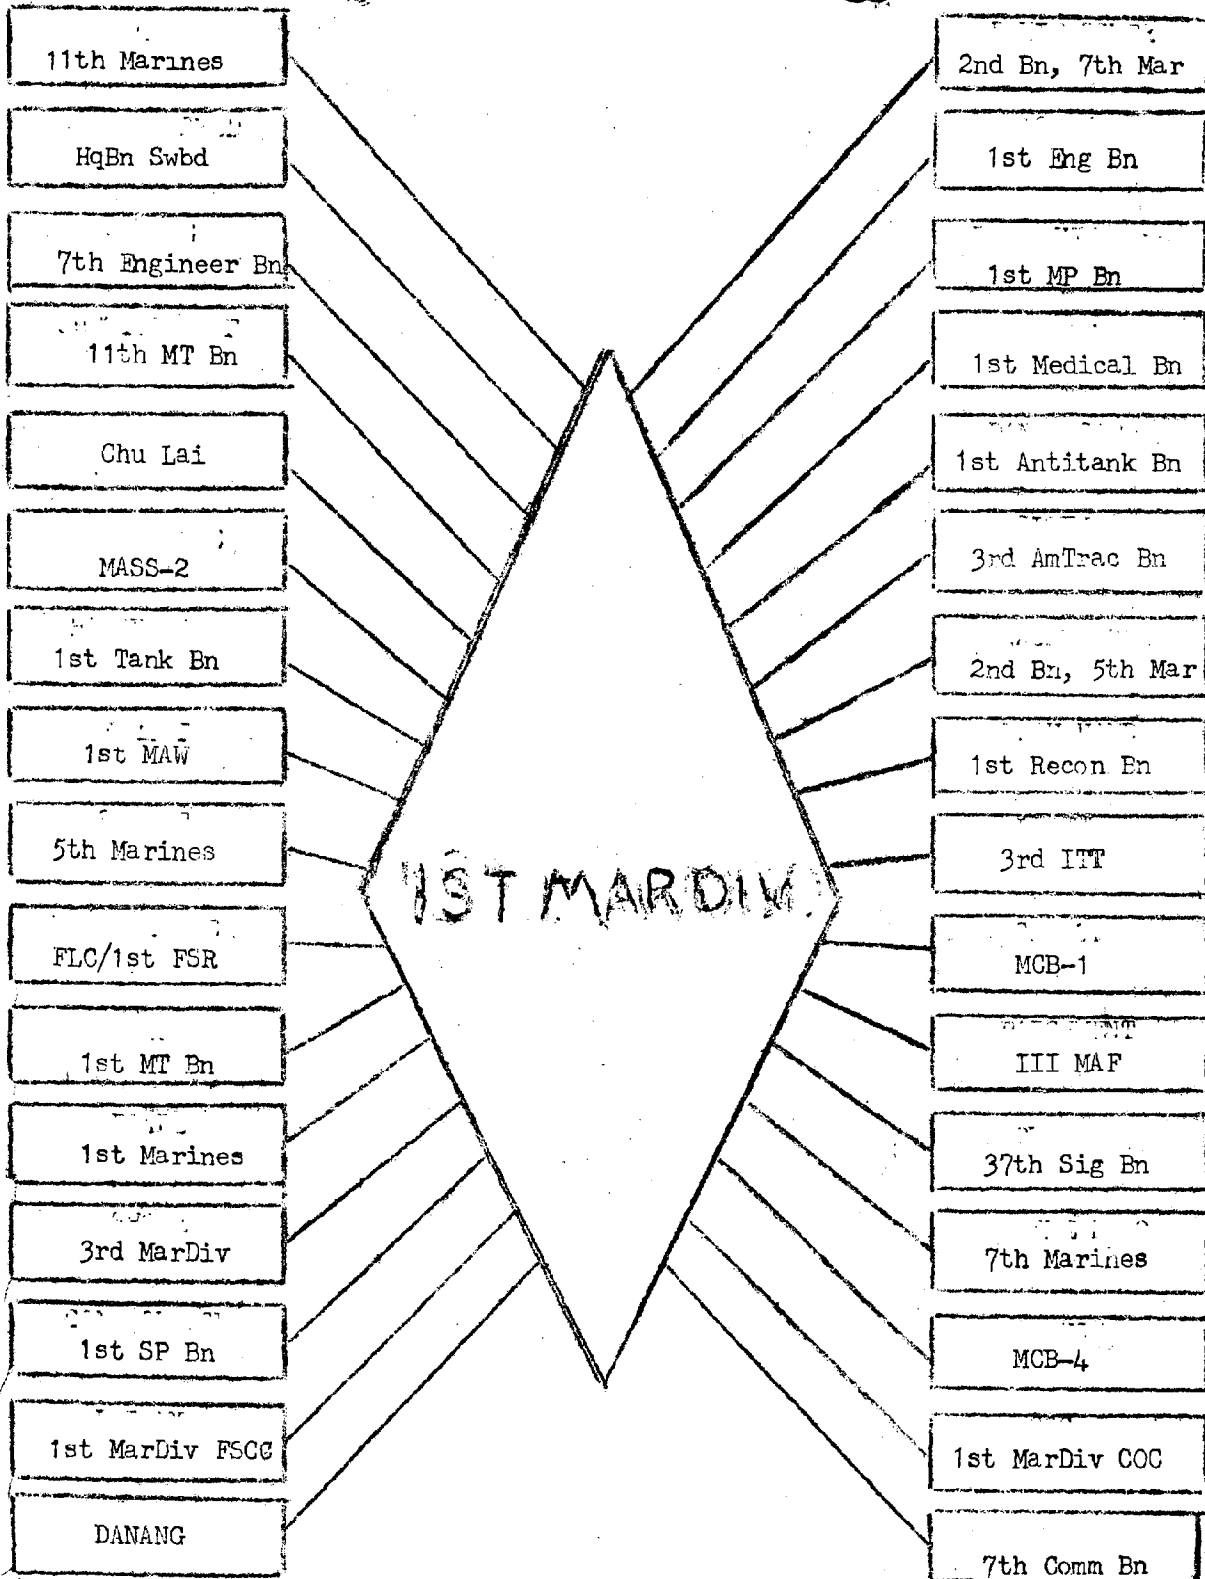 11th Marines
HqBn Swbd
7th Engineer Bn
11th MT Bn
Chu Lai
MASS-2
1st Tank Bn
1st MAW
5th Marines
FLC/1st FSR
1st MT Bn
1st Marines
3rd MarDiv
1st SP Bn
1st MarDiv FSCC
DANANG
1ST MARDIV.
2nd Bn, 7th Mar
1st Eng Bn
1st MP Bn
1st Medical Bn
1st Antitank Bn
3rd AmTrac Bn
2nd Bn, 5th Mar
1st Recon Bn
3rd ITT
MCB-1
III MAF
37th Sig Bn
7th Marines
MCB-4
1st MarDiv COC
7th Comm Bn